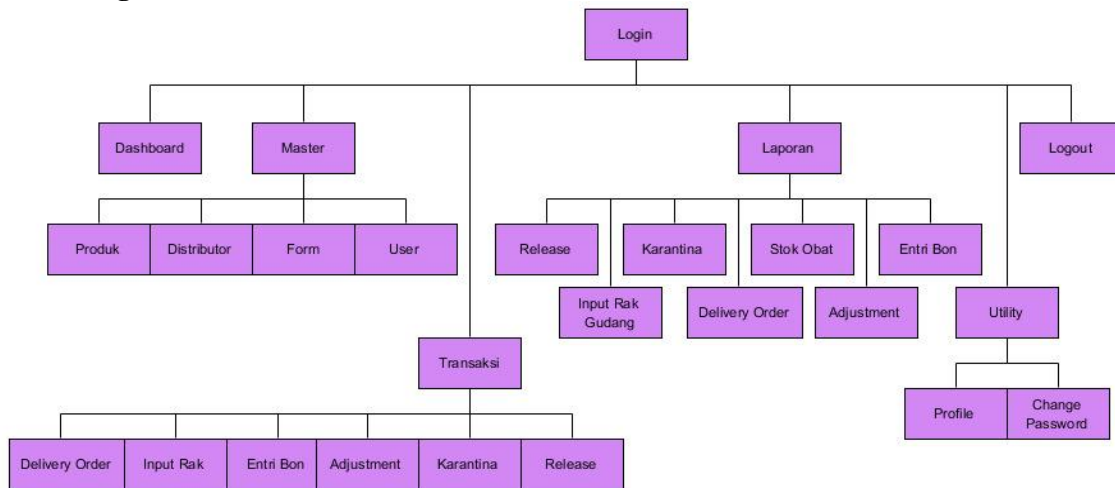 Login
Dashboard
Master
Laporan
Logout
Produk
Distributor
Form
User
Release
Karantina
Stok Obat
Entri Bon
Input Rak
Gudang
Delivery Order
Adjustment
Utility
Transaksi
Profile
Change
Password
Delivery Order
Input Rak
Entri Bon
Adjustment
Karantina
Release